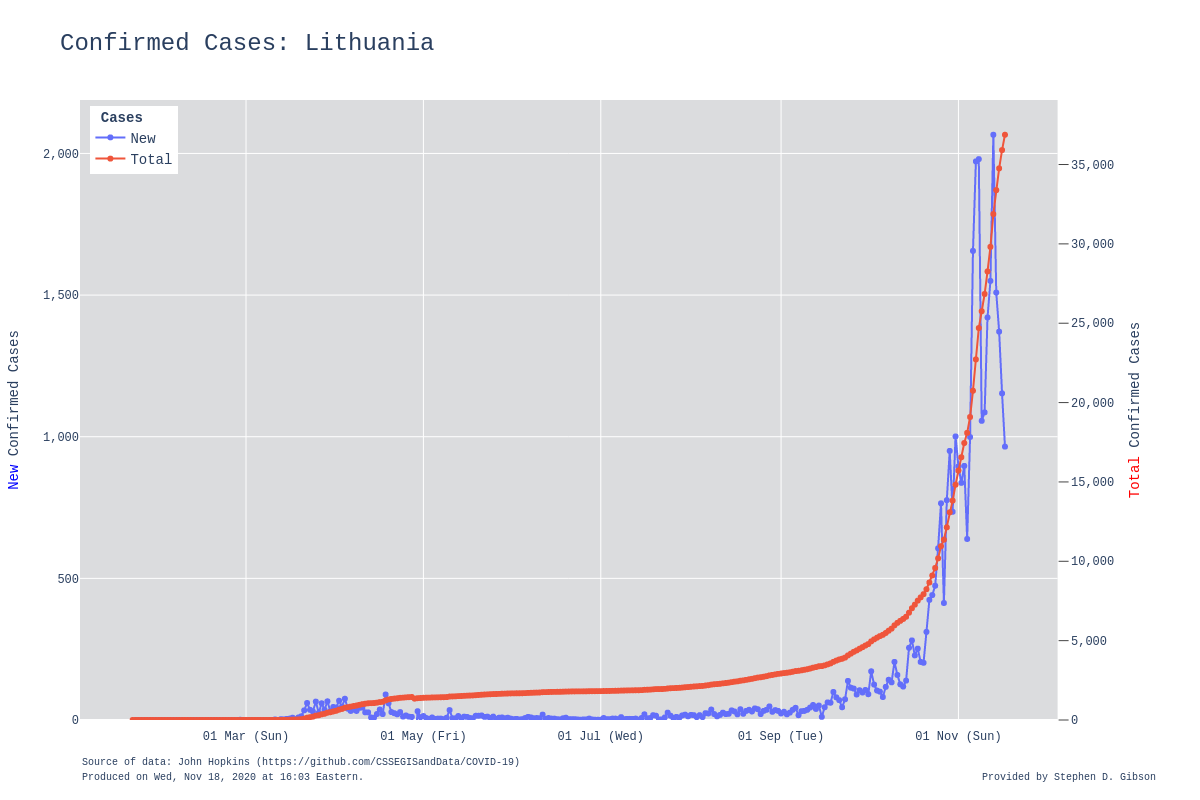 Confirmed Cases: Lithuania
Cases
New
Total
2,000
1,500
1,000
500
0
New Confirmed Cases
35,000
30,000
25,000
20,000
15,000
10,000
5,000
0
Total Confirmed Cases
01 Mar (Sun)
01 May (Fri)
01 Jul (Wed)
01 Sep (Tue)
01 Nov (Sun)
Source of data: John Hopkins (https://github.com/CSSEGISandData/COVID-19)
Produced on Wed, Nov 18, 2020 at 16:03 Eastern.
Provided by Stephen D. Gibson